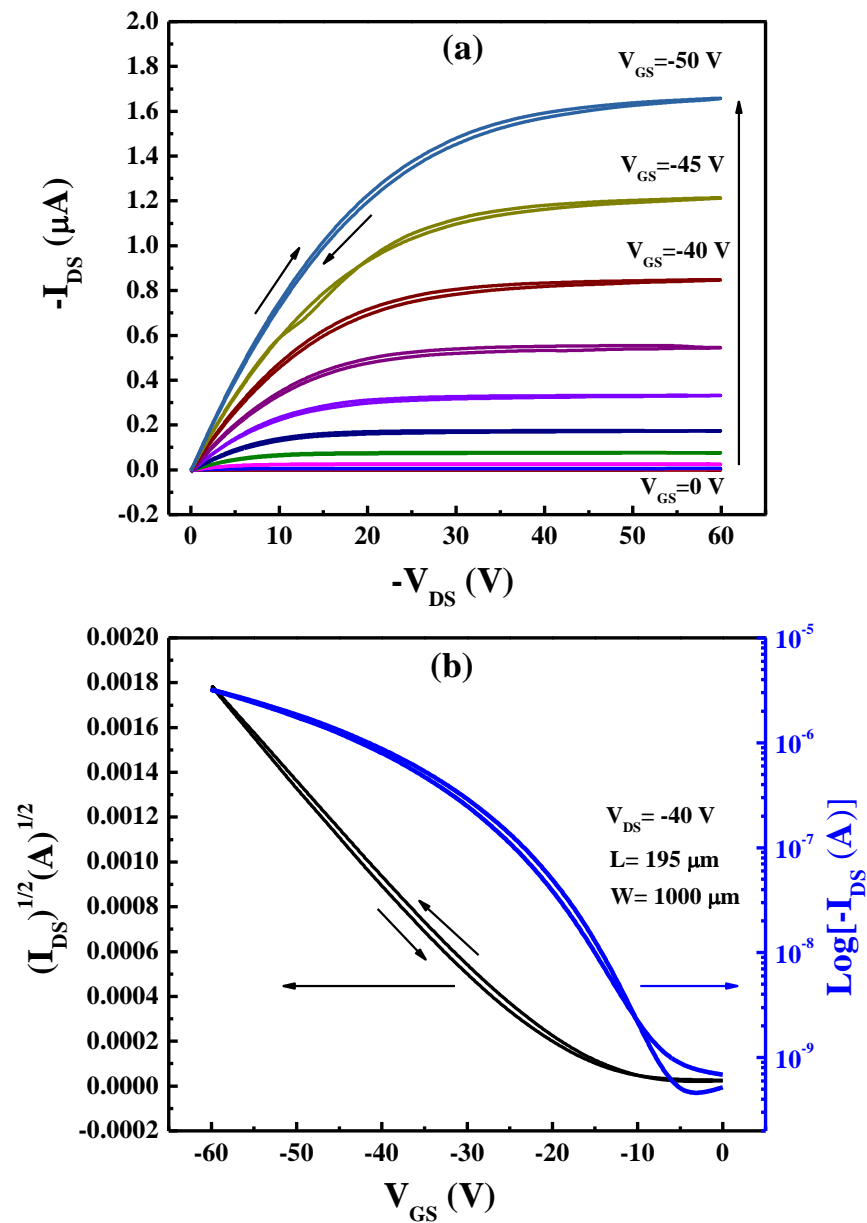 (a)
2.0
1.8
1.6
1.4
1.2
1.0
0.8
0.6
0.4
0.2
0.0
-0.2
-I_DS (μA)
V_GS=-50 V
V_GS=-45 V
V_GS=-40 V
V_GS=0 V
0 10 20 30 40 50 60
-V_DS (V)
(b)
0.0020
0.0018
0.0016
0.0014
0.0012
0.0010
0.0008
0.0006
0.0004
0.0002
0.0000
-0.0002
(I_DS)^1/2(A)^1/2
V_DS= -40 V
L= 195 μm
W= 1000 μm
10^-5
10^-6
10^-7
10^-8
10^-9
Log[-I_DS (A)]
-60 -50 -40 -30 -20 -10 0
V_GS (V)